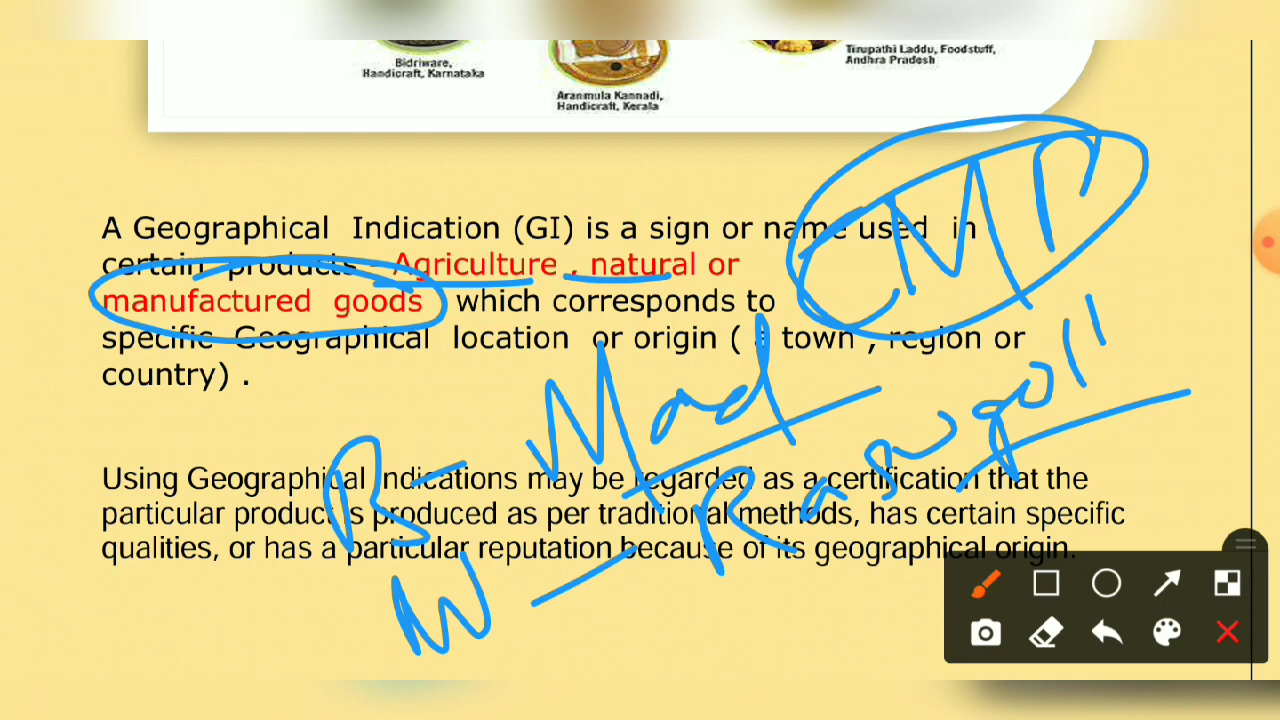 Bidriware,
Handicraft, Karnataka
Tirupathi Laddu, Foodstuff,
Andhra Pradesh
Aranmula Kannadi,
Handicraft, Kerala
A Geographical Indication (GI) is a sign or name used in
certain products Agriculture , natural or
manufactured goods which corresponds to
specific Geographical location or origin ( a town , region or
country) .
MP
Mad
Rasugoll
Using Geographical Indications may be regarded as a certification that the
particular product is produced as per traditional methods, has certain specific
qualities, or has a particular reputation because of its geographical origin.